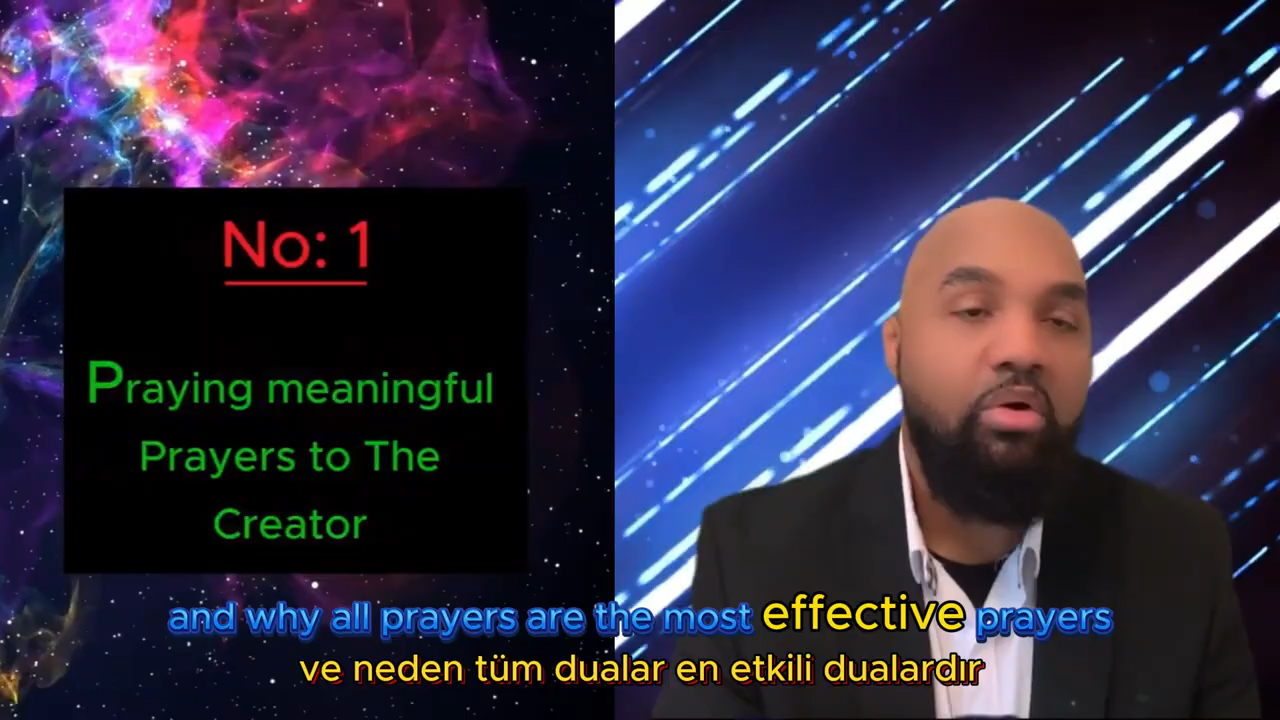 No: 1
Praying meaningful
Prayers to The
Creator
and why all prayers are the most effective prayers
ve neden tüm dualar en etkili dualardır